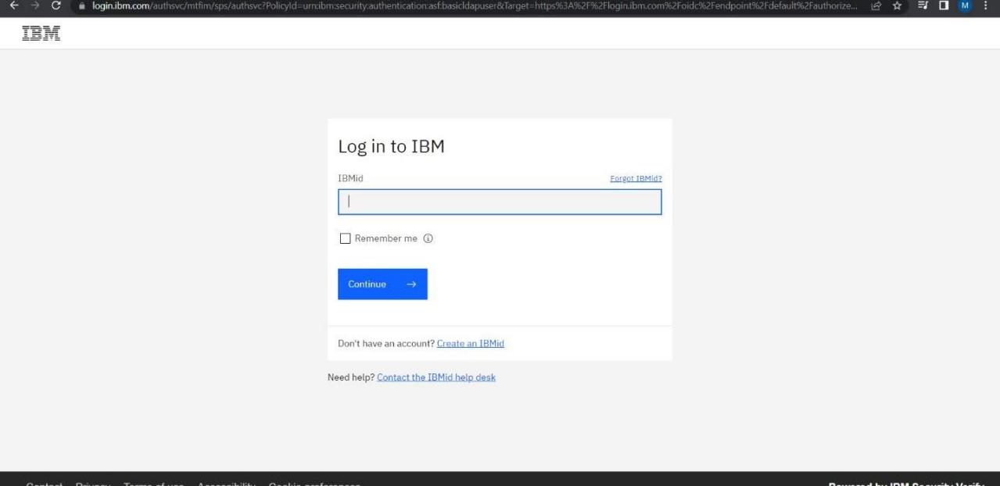 login.ibm.com/authsvc/mtfim/sps/authsvc?PolicyId=urn:ibm:security:authentication:asf:basicldapuser&Target=https%3A%2F%2Flogin.ibm.com%2Foidc%2Fendpoint%2Fdefault%2Fauthorize... M
IBM
Log in to IBM
IBMid Forgot IBMid?
Remember me
Continue →
Don't have an account? Create an IBMid
Need help? Contact the IBMid help desk
Contact Privacy Terms of use Accessibility Cookie preferences Powered by IBM Security Verify